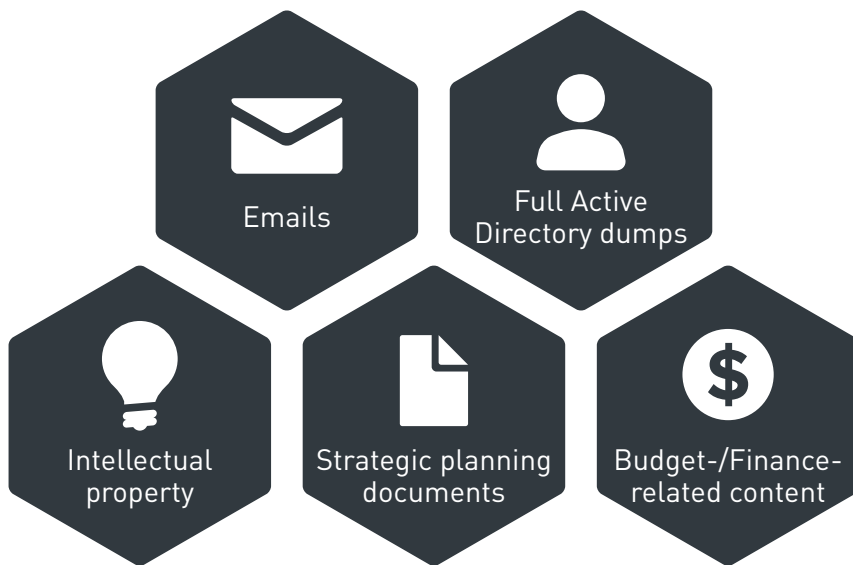 Emails
Full Active
Directory dumps
Intellectual
property
Strategic planning
documents
$
Budget-/Finance-
related content